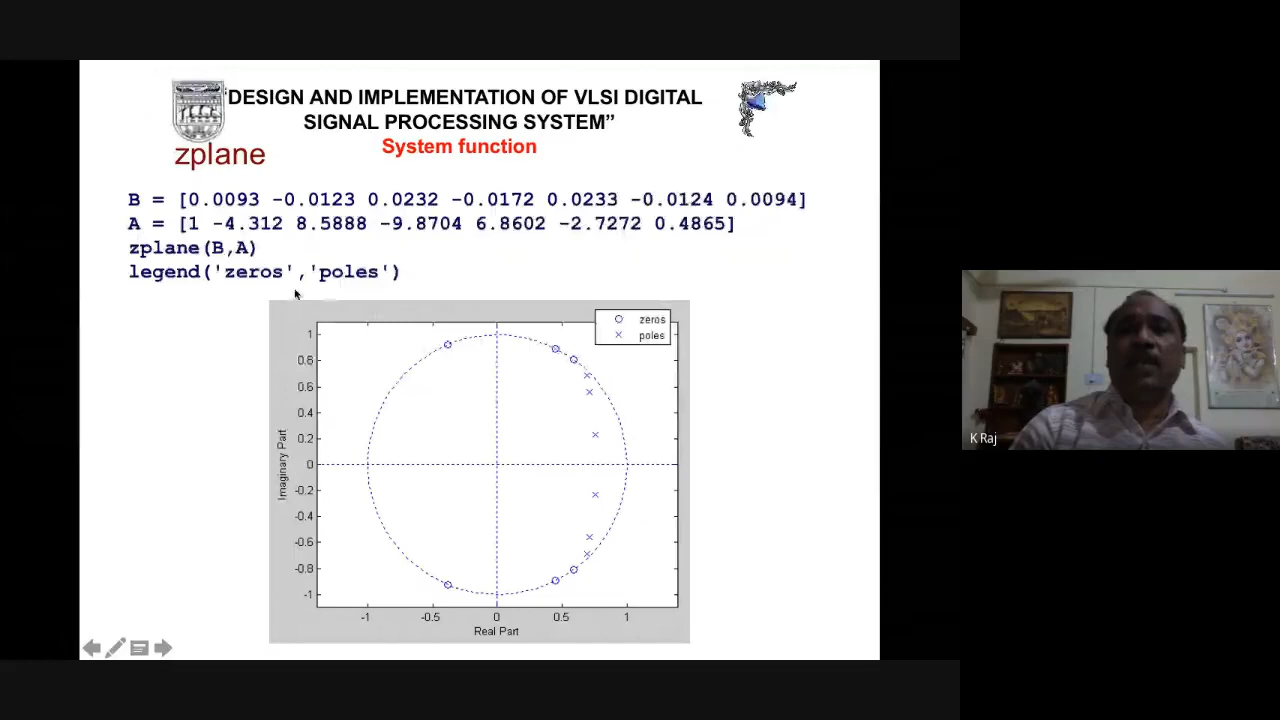 “DESIGN AND IMPLEMENTATION OF VLSI DIGITAL
SIGNAL PROCESSING SYSTEM”
System function
zplane
B = [0.0093 -0.0123 0.0232 -0.0172 0.0233 -0.0124 0.0094]
A = [1 -4.312 8.5888 -9.8704 6.8602 -2.7272 0.4865]
zplane(B,A)
legend('zeros','poles')
zeros
poles
1
0.8
0.6
0.4
0.2
0
-0.2
-0.4
-0.6
-0.8
-1
Imaginary Part
-1 -0.5 0 0.5 1
Real Part
K Raj